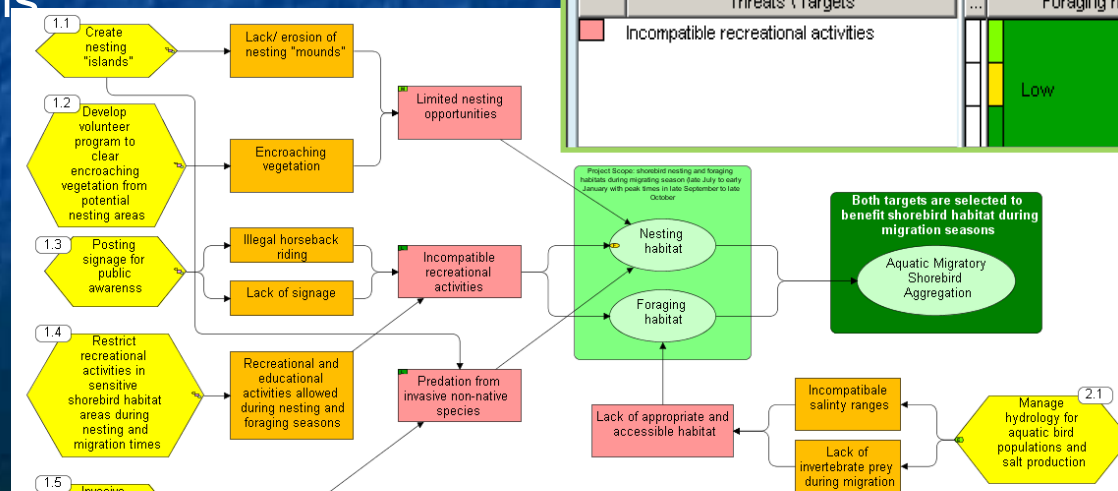 ns
Threats \ Targets
...
Foraging h
Incompatible recreational activities
Low
1.1
Create
nesting
"islands"
Lack/ erosion of
nesting "mounds"
Limited nesting
opportunities
1.2
Develop
volunteer
program to
clear
encroaching
vegetation from
potential
nesting areas
Encroaching
vegetation
Project Scope: shorebird nesting and foraging
habitats during migrating season (late July to early
January with peak times in late September to late
October
Nesting
habitat
Foraging
habitat
Both targets are selected to
benefit shorebird habitat during
migration seasons
Aquatic Migratory
Shorebird
Aggregation
1.3
Posting
signage for
public
awarenss
Illegal horseback
riding
Lack of signage
Incompatible
recreational
activities
1.4
Restrict
recreational
activities in
sensitive
shorebird habitat
areas during
nesting and
migration times
Recreational and
educational
activities allowed
during nesting and
foraging seasons
Predation from
invasive non-native
species
Lack of appropriate and
accessible habitat
Incompatibale
salinity ranges
Lack of
invertebrate prey
during migration
2.1
Manage
hydrology for
aquatic bird
populations and
salt production
1.5
Invasive